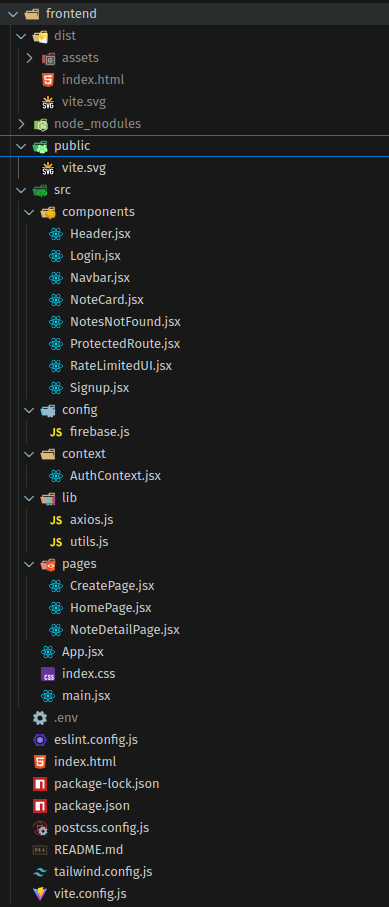 frontend
dist
assets
index.html
vite.svg
node_modules
public
vite.svg
src
components
Header.jsx
Login.jsx
Navbar.jsx
NoteCard.jsx
NotesNotFound.jsx
ProtectedRoute.jsx
RateLimitedUI.jsx
Signup.jsx
config
JS firebase.js
context
AuthContext.jsx
lib
JS axios.js
JS utils.js
pages
CreatePage.jsx
HomePage.jsx
NoteDetailPage.jsx
App.jsx
index.css
main.jsx
.env
eslint.config.js
index.html
package-lock.json
package.json
postcss.config.js
README.md
tailwind.config.js
vite.config.js